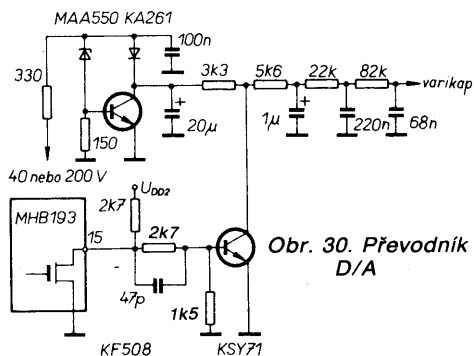 MAA550 KA261
100n
330
3k3
5k6
22k
82k
varikap
150
20µ
1µ
220n
68n
40 nebo 200 V
U_DD2
MHB193
2k7
15
2k7
47p
1k5
Obr. 30. Převodník
D/A
KF508
KSY71